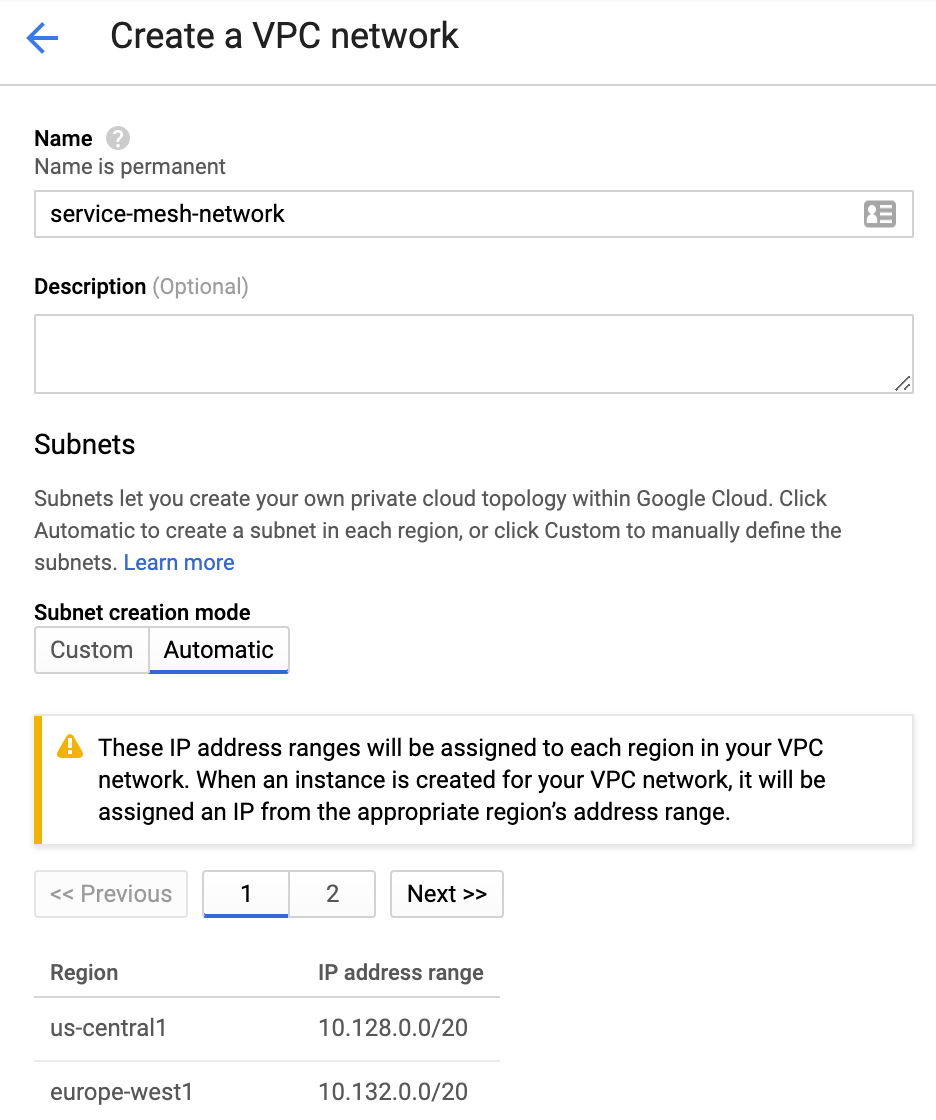 Create a VPC network
Name ?
Name is permanent
service-mesh-network
Description (Optional)
Subnets
Subnets let you create your own private cloud topology within Google Cloud. Click
Automatic to create a subnet in each region, or click Custom to manually define the
subnets. Learn more
Subnet creation mode
Custom Automatic
These IP address ranges will be assigned to each region in your VPC
network. When an instance is created for your VPC network, it will be
assigned an IP from the appropriate region’s address range.
<< Previous 1 2 Next >>
Region IP address range
us-central1 10.128.0.0/20
europe-west1 10.132.0.0/20